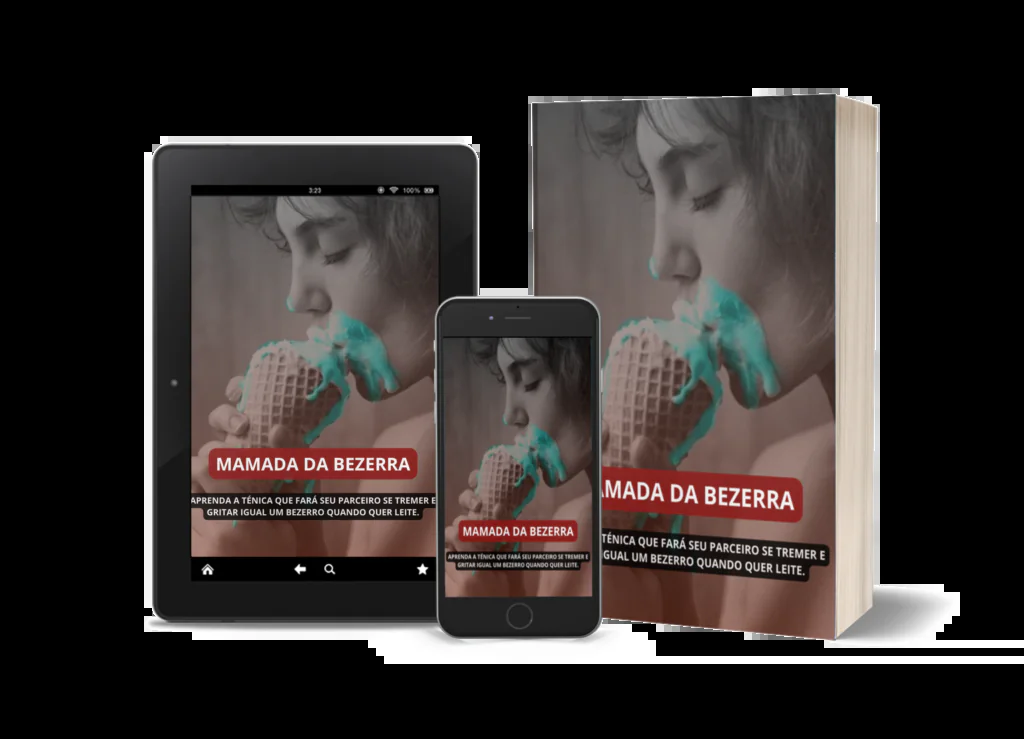 3:23
100%
MAMADA DA BEZERRA
APRENDA A TÉNICA QUE FARÁ SEU PARCEIRO SE TREMER E
GRITAR IGUAL UM BEZERRO QUANDO QUER LEITE.
MAMADA DA BEZERRA
APRENDA A TÉNICA QUE FARÁ SEU PARCEIRO SE TREMER E
GRITAR IGUAL UM BEZERRO QUANDO QUER LEITE.
AMADA DA BEZERRA
TÉNICA QUE FARÁ SEU PARCEIRO SE TREMER E
IGUAL UM BEZERRO QUANDO QUER LEITE.